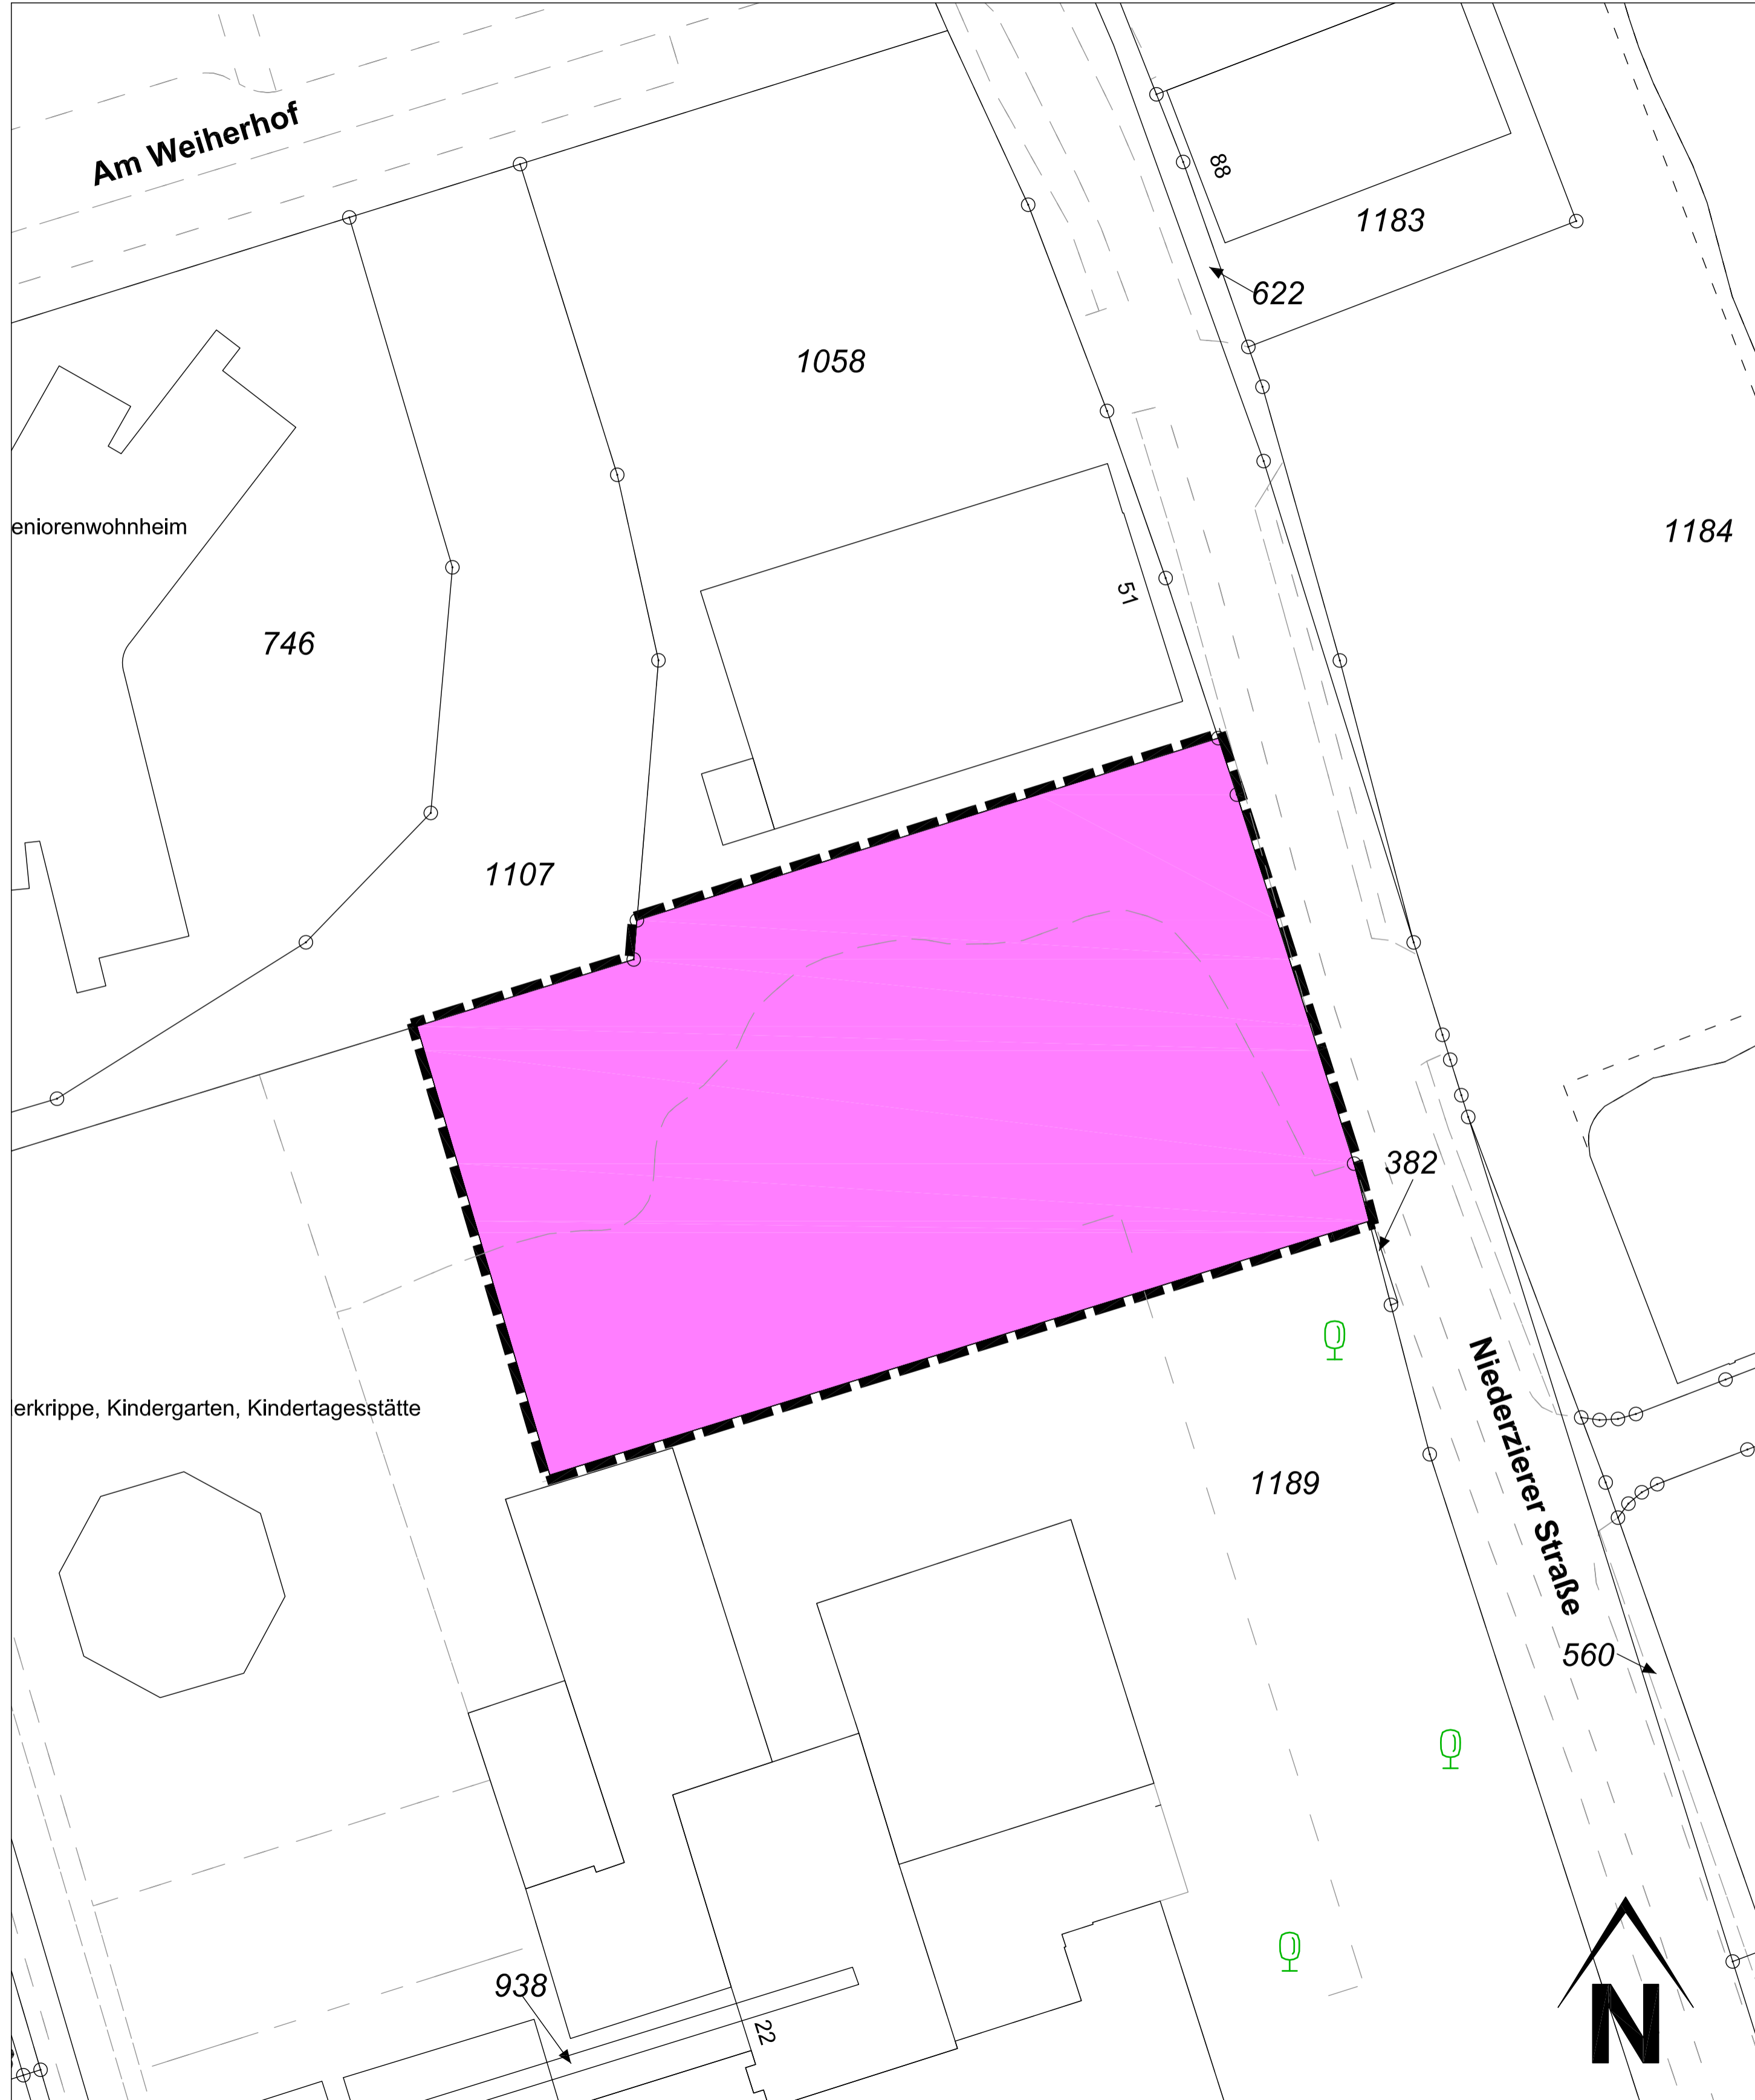 Am Weiherhof
88
1183
622
1058
1184
eniorenwohnheim
51
746
1107
382
Niederzierer Straße
erkrippe, Kindergarten, Kindertagesstätte
1189
560
938
22
N